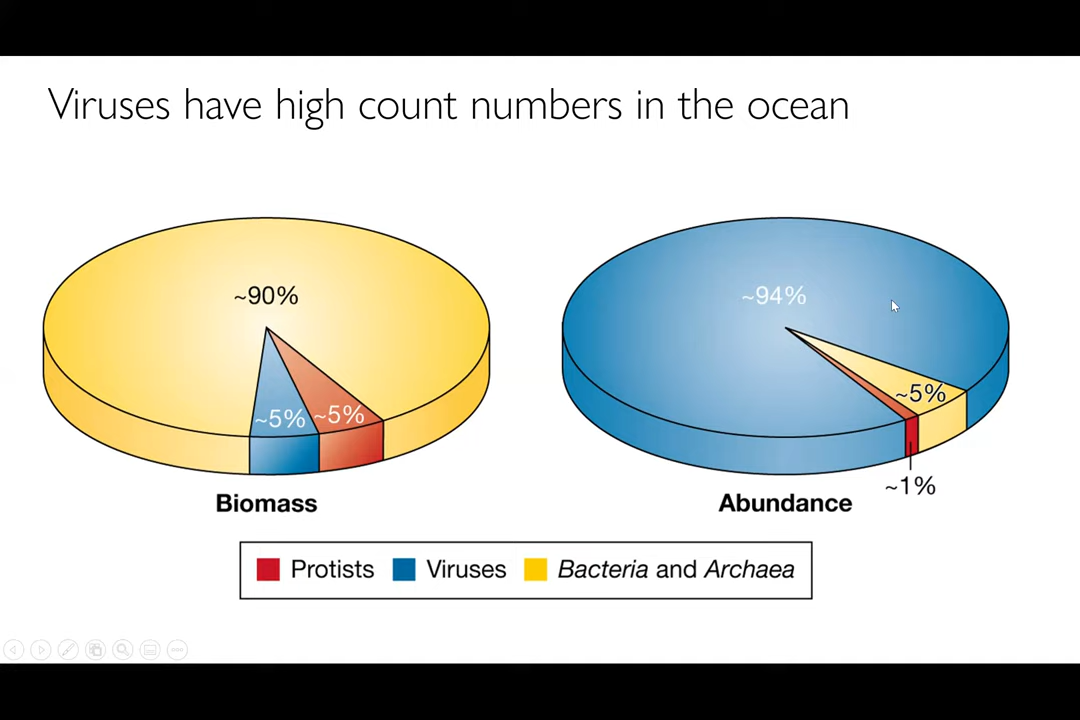 Viruses have high count numbers in the ocean
~90%
~5%
~5%
Biomass
~94%
~5%
~1%
Abundance
Protists Viruses Bacteria and Archaea